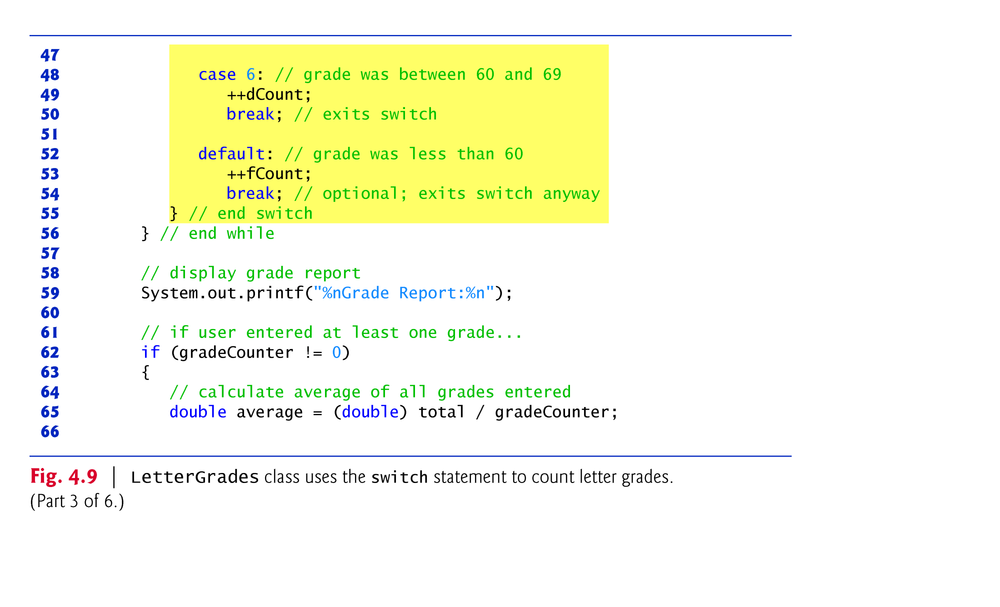 47
48 case 6: // grade was between 60 and 69
49 ++dCount;
50 break; // exits switch
51
52 default: // grade was less than 60
53 ++fCount;
54 break; // optional; exits switch anyway
55 } // end switch
56 } // end while
57
58 // display grade report
59 System.out.printf("%nGrade Report:%n");
60
61 // if user entered at least one grade...
62 if (gradeCounter != 0)
63 {
64 // calculate average of all grades entered
65 double average = (double) total / gradeCounter;
66
Fig. 4.9 | LetterGrades class uses the switch statement to count letter grades.
(Part 3 of 6.)